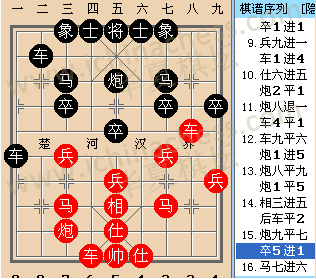 一 二 三 四 五 六 七 八 九
象 士 将 士 象
车
马 炮 马
卒 卒 卒
卒 车
楚 河 汉 界
车 兵 兵
兵 兵
马 相 马
炮 仕
车 帅 仕
棋谱序列
卒1进1
9. 兵九进一
车1进4
10. 仕六进五
炮2平1
11. 炮八退一
车4平1
12. 车九平六
炮1进5
13. 炮八平九
炮1平5
14. 相三进五
后车平2
15. 炮九平七
卒5进1
16. 马七进六